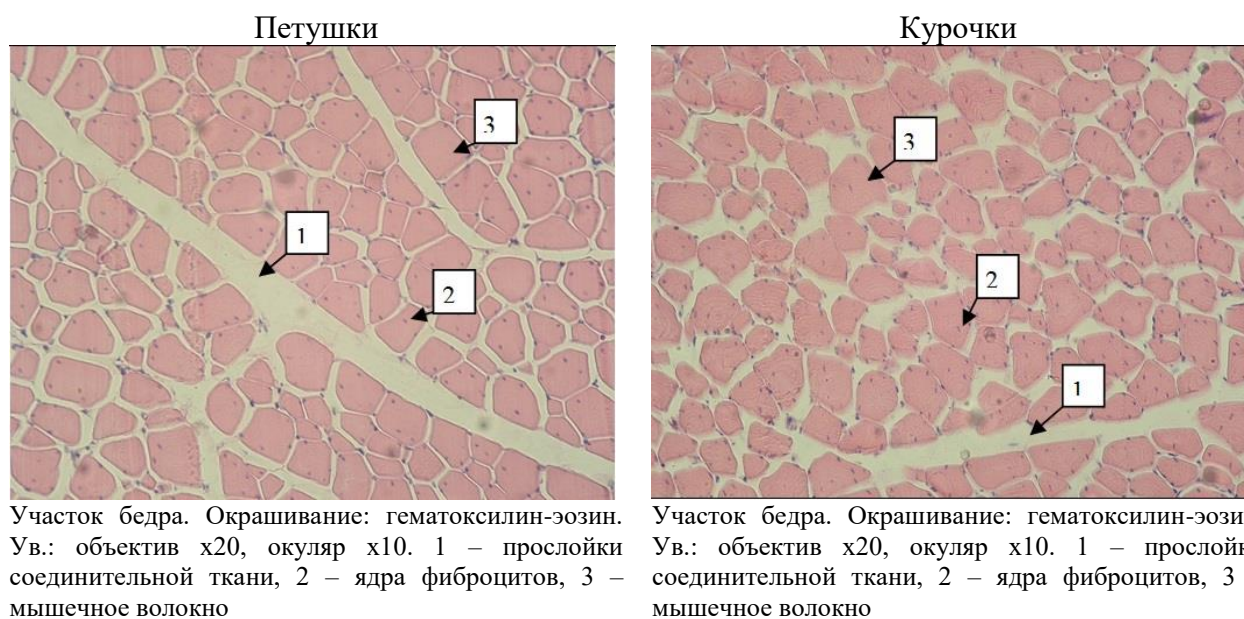 Петушки
3
1
2
Участок бедра. Окрашивание: гематоксилин-эозин.
Ув.: объектив х20, окуляр х10. 1 – прослойки
соединительной ткани, 2 – ядра фиброцитов, 3 –
мышечное волокно
Курочки
3
2
1
Участок бедра. Окрашивание: гематоксилин-эози
Ув.: объектив х20, окуляр х10. 1 – прослойк
соединительной ткани, 2 – ядра фиброцитов, 3
мышечное волокно